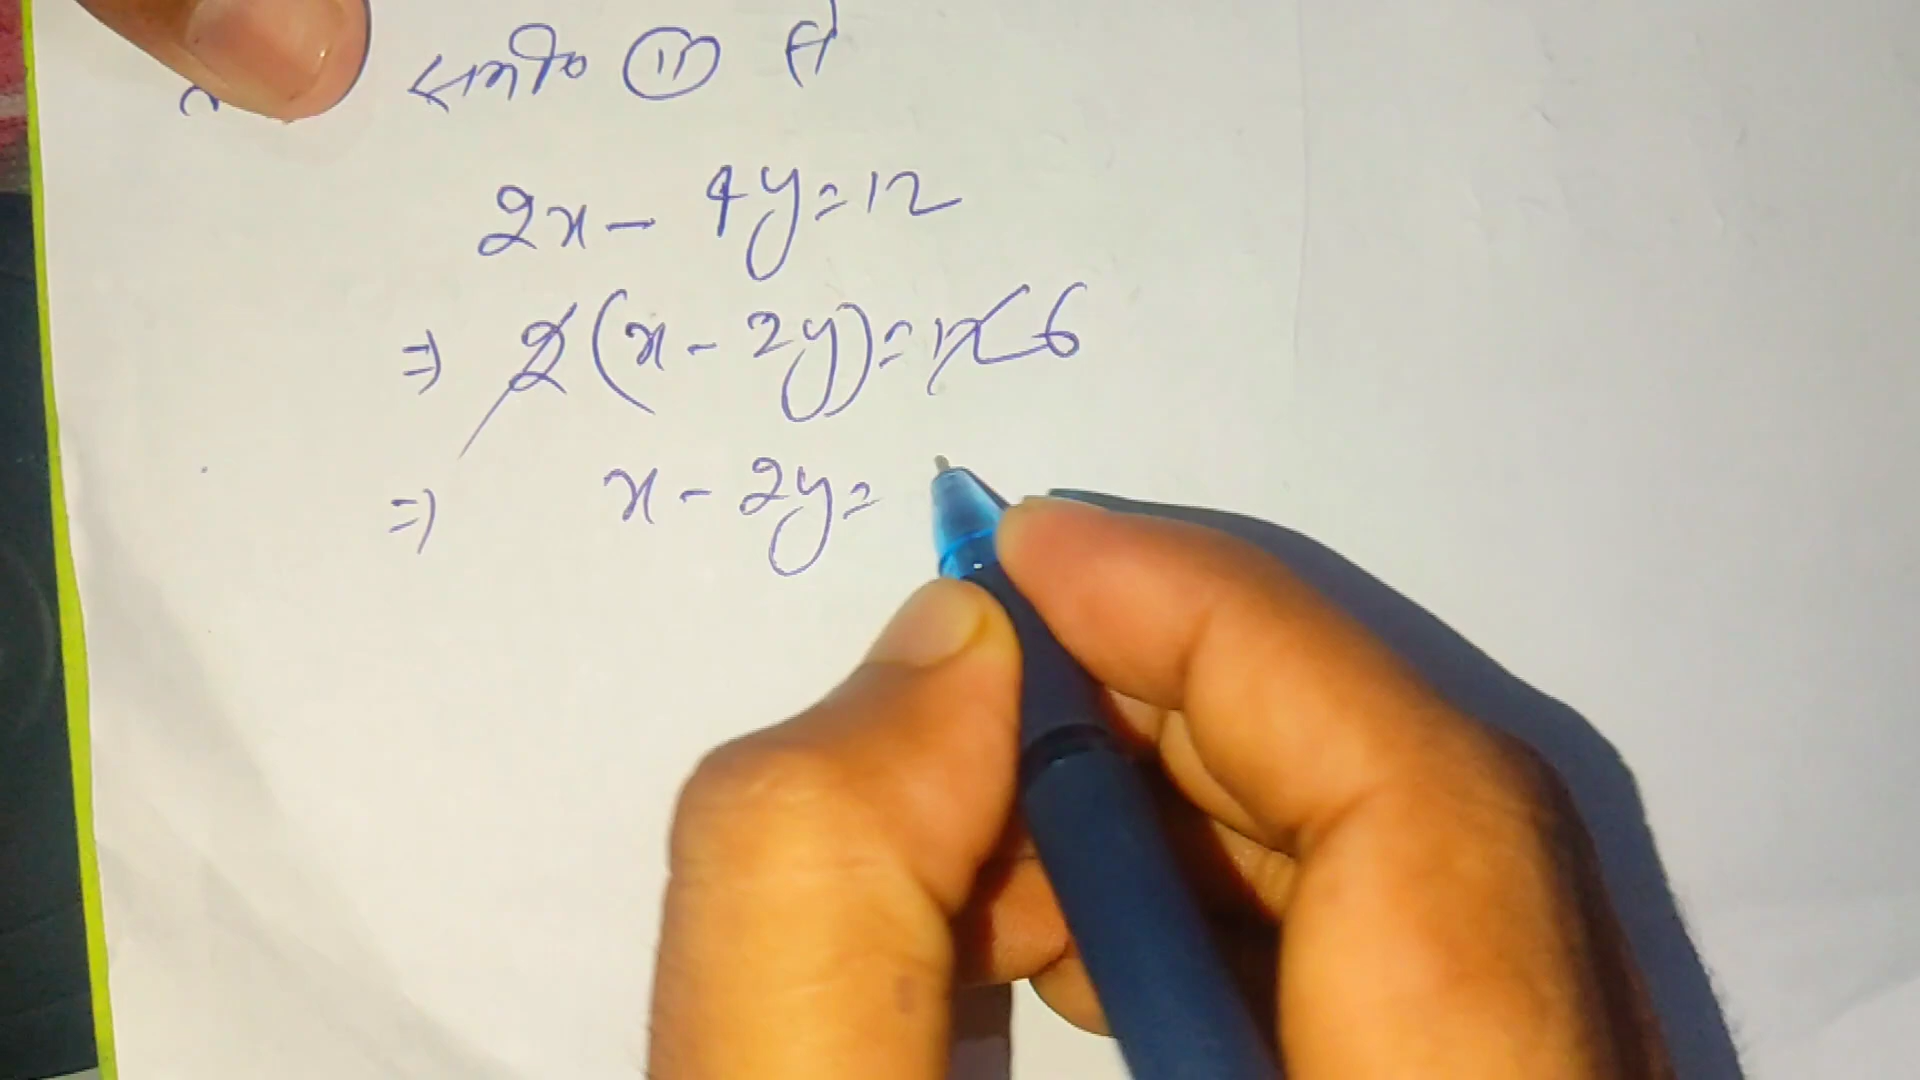 समी० (ii) से
2x - 4y = 12
⇒ 2(x - 2y) = 12 6
⇒ x - 2y =